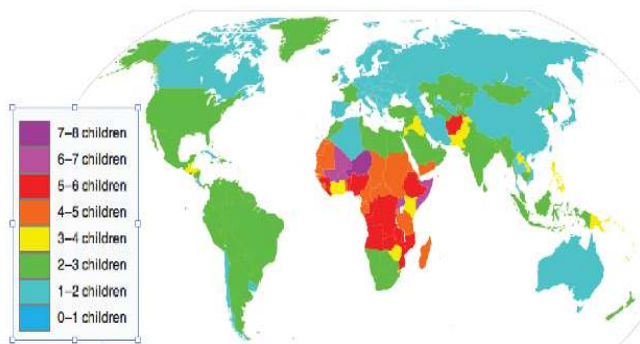 7–8 children
6–7 children
5–6 children
4–5 children
3–4 children
2–3 children
1–2 children
0–1 children